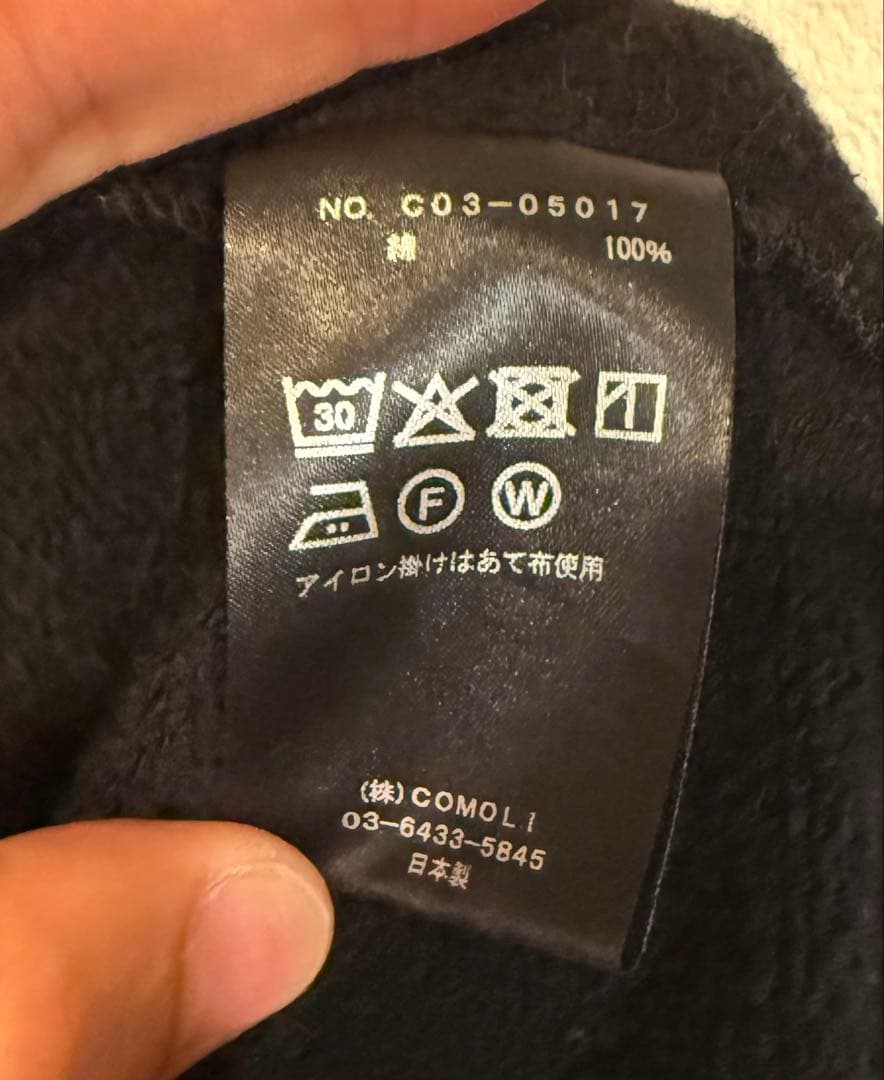 NO. C03-05017
綿 100%
30
F W
アイロン掛けはあて布使用
(株)COMOLI
03-6433-5845
日本製